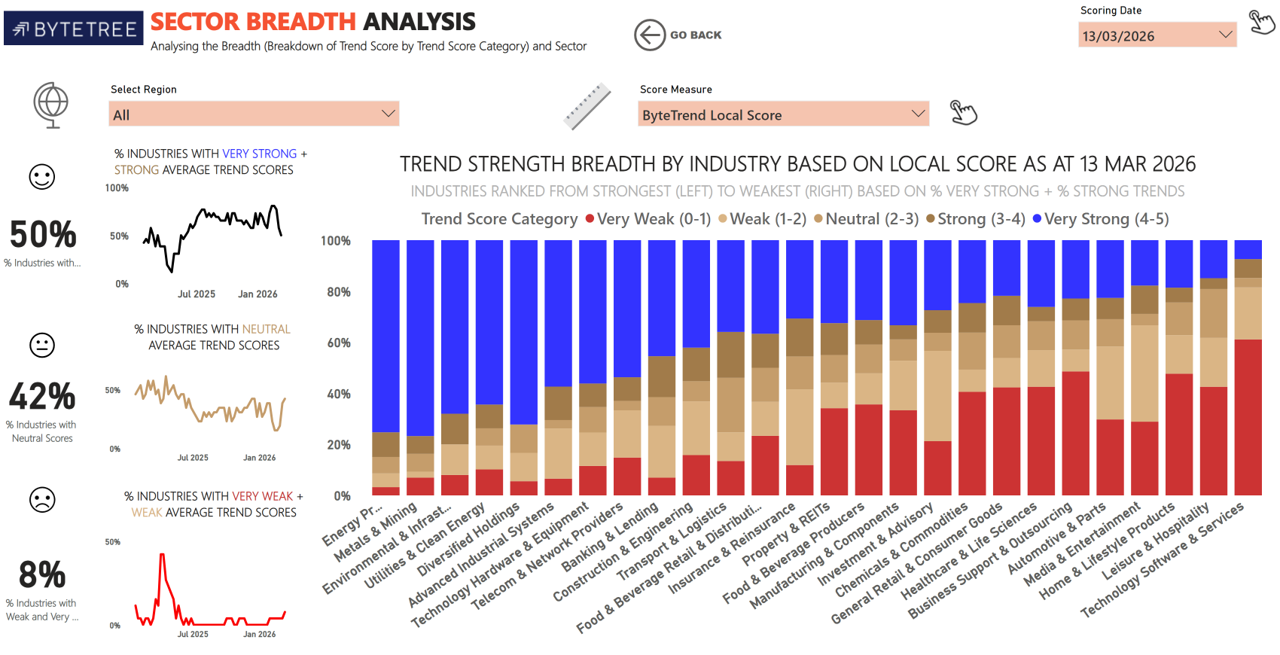 BYTETREE
SECTOR BREADTH ANALYSIS
Analysing the Breadth (Breakdown of Trend Score by Trend Score Category) and Sector
GO BACK
Scoring Date
13/03/2026
Select Region
All
Score Measure
ByteTrend Local Score
% INDUSTRIES WITH VERY STRONG +
STRONG AVERAGE TREND SCORES
100%
50%
0%
Jul 2025
Jan 2026
50%
% Industries with...
% INDUSTRIES WITH NEUTRAL
AVERAGE TREND SCORES
50%
0%
Jul 2025
Jan 2026
42%
% Industries with
Neutral Scores
% INDUSTRIES WITH VERY WEAK +
WEAK AVERAGE TREND SCORES
50%
0%
Jul 2025
Jan 2026
8%
% Industries with
Weak and Very ...
TREND STRENGTH BREADTH BY INDUSTRY BASED ON LOCAL SCORE AS AT 13 MAR 2026
INDUSTRIES RANKED FROM STRONGEST (LEFT) TO WEAKEST (RIGHT) BASED ON % VERY STRONG + % STRONG TRENDS
Trend Score Category Very Weak (0-1) Weak (1-2) Neutral (2-3) Strong (3-4) Very Strong (4-5)
100%
80%
60%
40%
20%
0%
Energy Pr...
Metals & Mining
Environmental & Infrast...
Utilities & Clean Energy
Diversified Holdings
Advanced Industrial Systems
Technology Hardware & Equipment
Telecom & Network Providers
Banking & Lending
Construction & Engineering
Transport & Logistics
Food & Beverage Retail & Distributi...
Insurance & Reinsurance
Property & REITs
Food & Beverage Producers
Manufacturing & Components
Investment & Advisory
Chemicals & Commodities
General Retail & Consumer Goods
Healthcare & Life Sciences
Business Support & Outsourcing
Automotive & Parts
Media & Entertainment
Home & Lifestyle Products
Leisure & Hospitality
Technology Software & Services